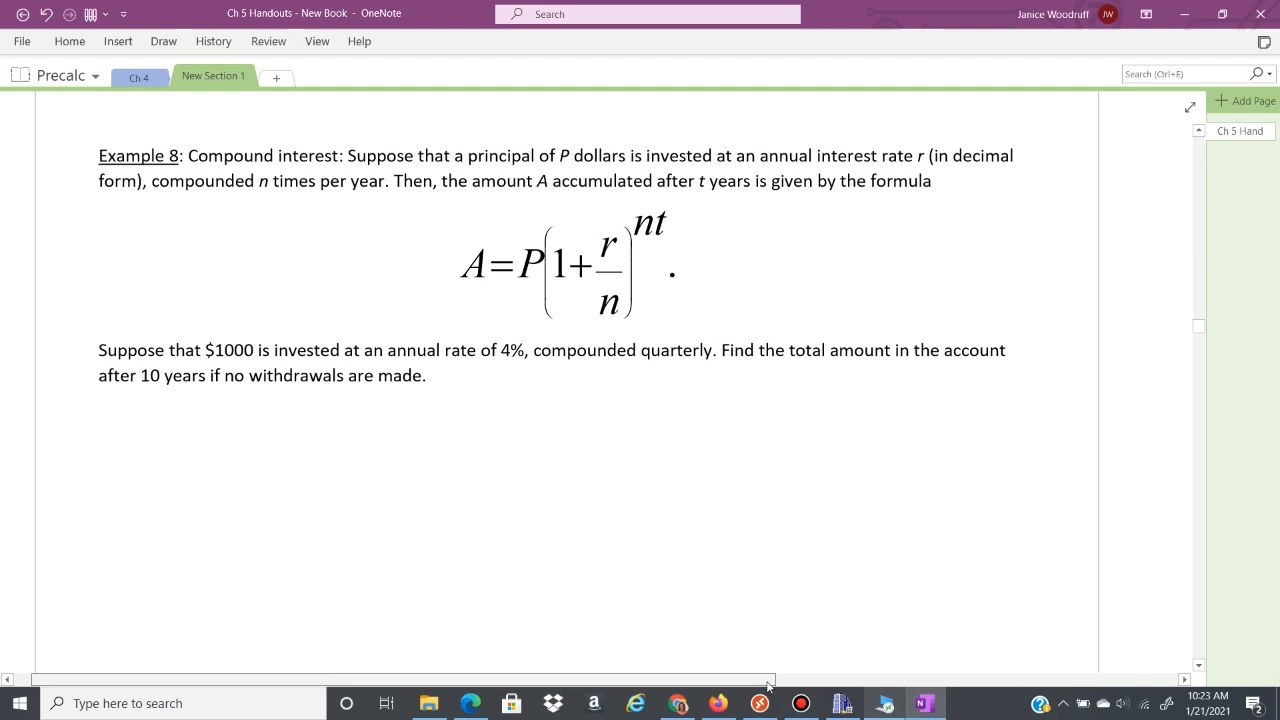 Ch 5 Handouts - New Book - OneNote
Search
Janice Woodruff
JW
File Home Insert Draw History Review View Help
Precalc
Ch 4
New Section 1
+
Search (Ctrl+E)
+ Add Page
Ch 5 Hand
Example 8: Compound interest: Suppose that a principal of P dollars is invested at an annual interest rate r (in decimal
form), compounded n times per year. Then, the amount A accumulated after t years is given by the formula
A=P(1+r/n)^nt.
Suppose that $1000 is invested at an annual rate of 4%, compounded quarterly. Find the total amount in the account
after 10 years if no withdrawals are made.
Type here to search
10:23 AM
1/21/2021
2